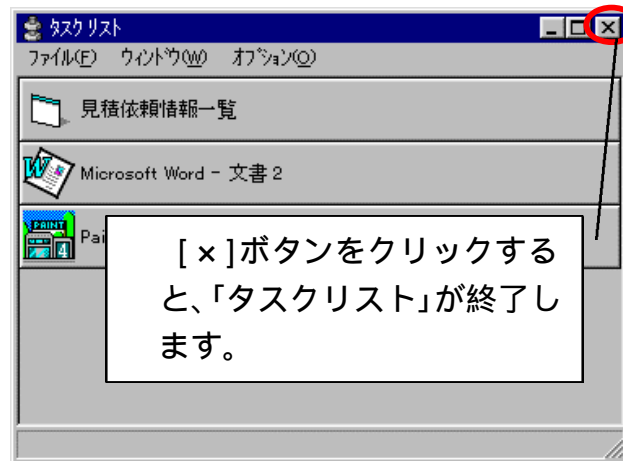 タスク リスト
ファイル(F) ウィンドウ(W) オプション(O)
見積依頼情報一覧
Microsoft Word - 文書 2
PAINT
4
Pai
[×]ボタンをクリックする
と、「タスクリスト」が終了し
ます。